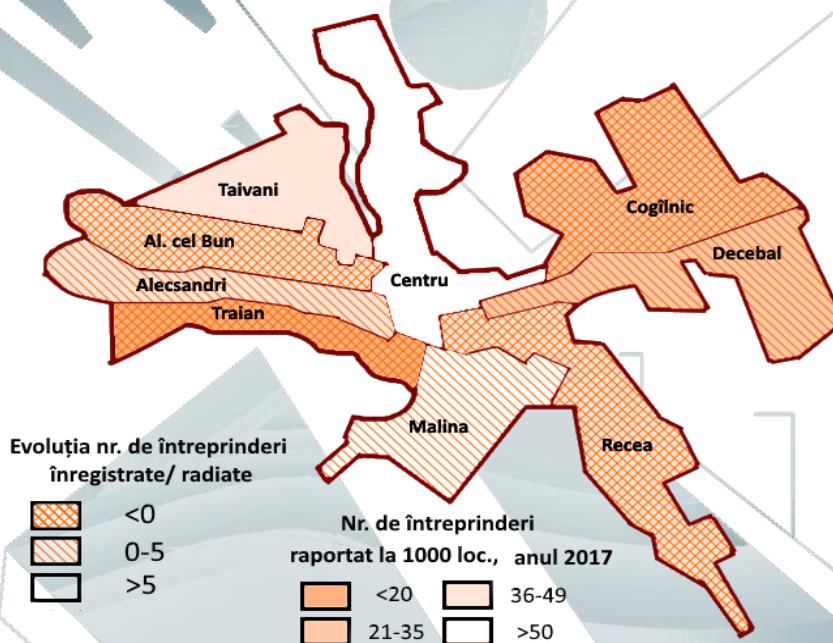 Taivani
Cogîlnic
Al. cel Bun
Decebal
Centru
Alecsandri
Traian
Malina
Recea
Evoluția nr. de întreprinderi
înregistrate/ radiate
<0
0-5
>5
Nr. de întreprinderi
raportat la 1000 loc., anul 2017
<20
36-49
21-35
>50